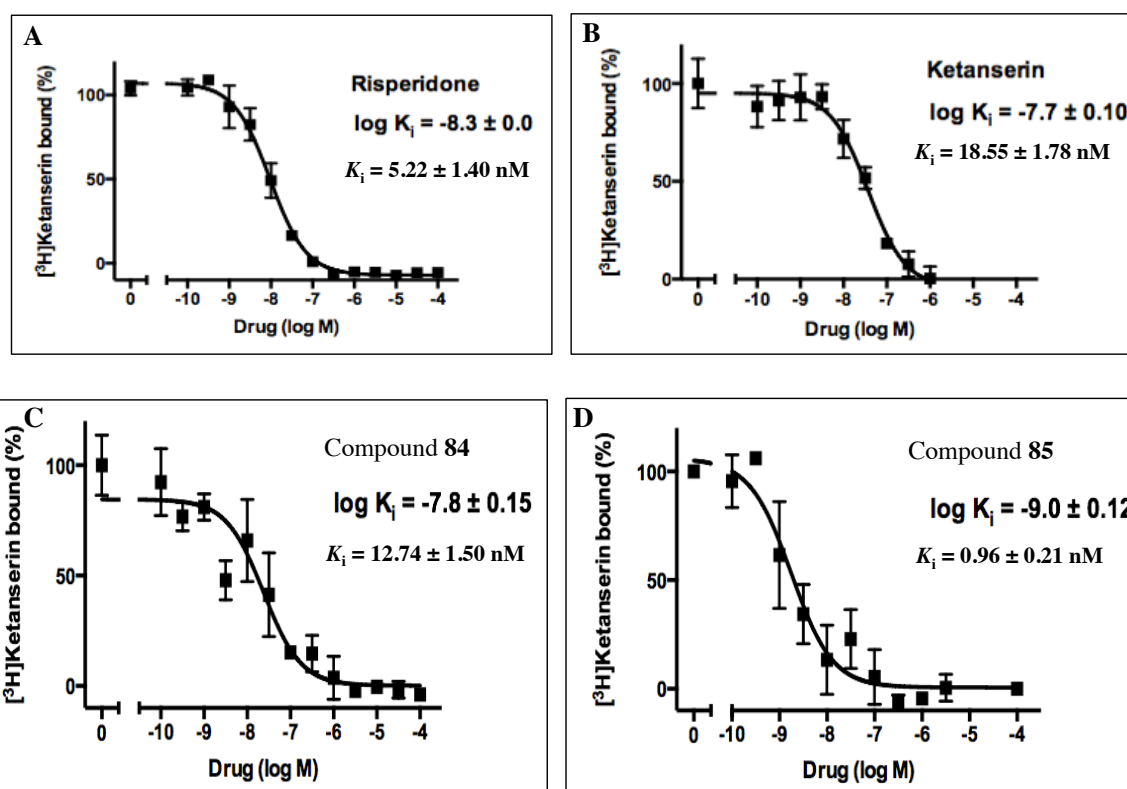 A
Risperidone
log Ki = -8.3 ± 0.0
Ki = 5.22 ± 1.40 nM
[³H]Ketanserin bound (%)
100
50
0
0 -10 -9 -8 -7 -6 -5 -4
Drug (log M)
B
Ketanserin
log Ki = -7.7 ± 0.10
Ki = 18.55 ± 1.78 nM
[³H]Ketanserin bound (%)
100
50
0
0 -10 -9 -8 -7 -6 -5 -4
Drug (log M)
C
Compound 84
log Ki = -7.8 ± 0.15
Ki = 12.74 ± 1.50 nM
[³H]Ketanserin bound (%)
100
50
0
0 -10 -9 -8 -7 -6 -5 -4
Drug (log M)
D
Compound 85
log Ki = -9.0 ± 0.12
Ki = 0.96 ± 0.21 nM
[³H]Ketanserin bound (%)
100
50
0
0 -10 -9 -8 -7 -6 -5 -4
Drug (log M)